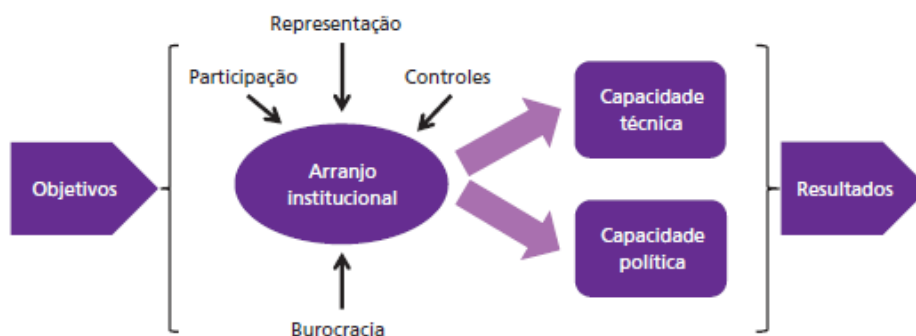 Representação
Participação
Controles
Capacidade
técnica
Objetivos
Arranjo
institucional
Resultados
Capacidade
política
Burocracia